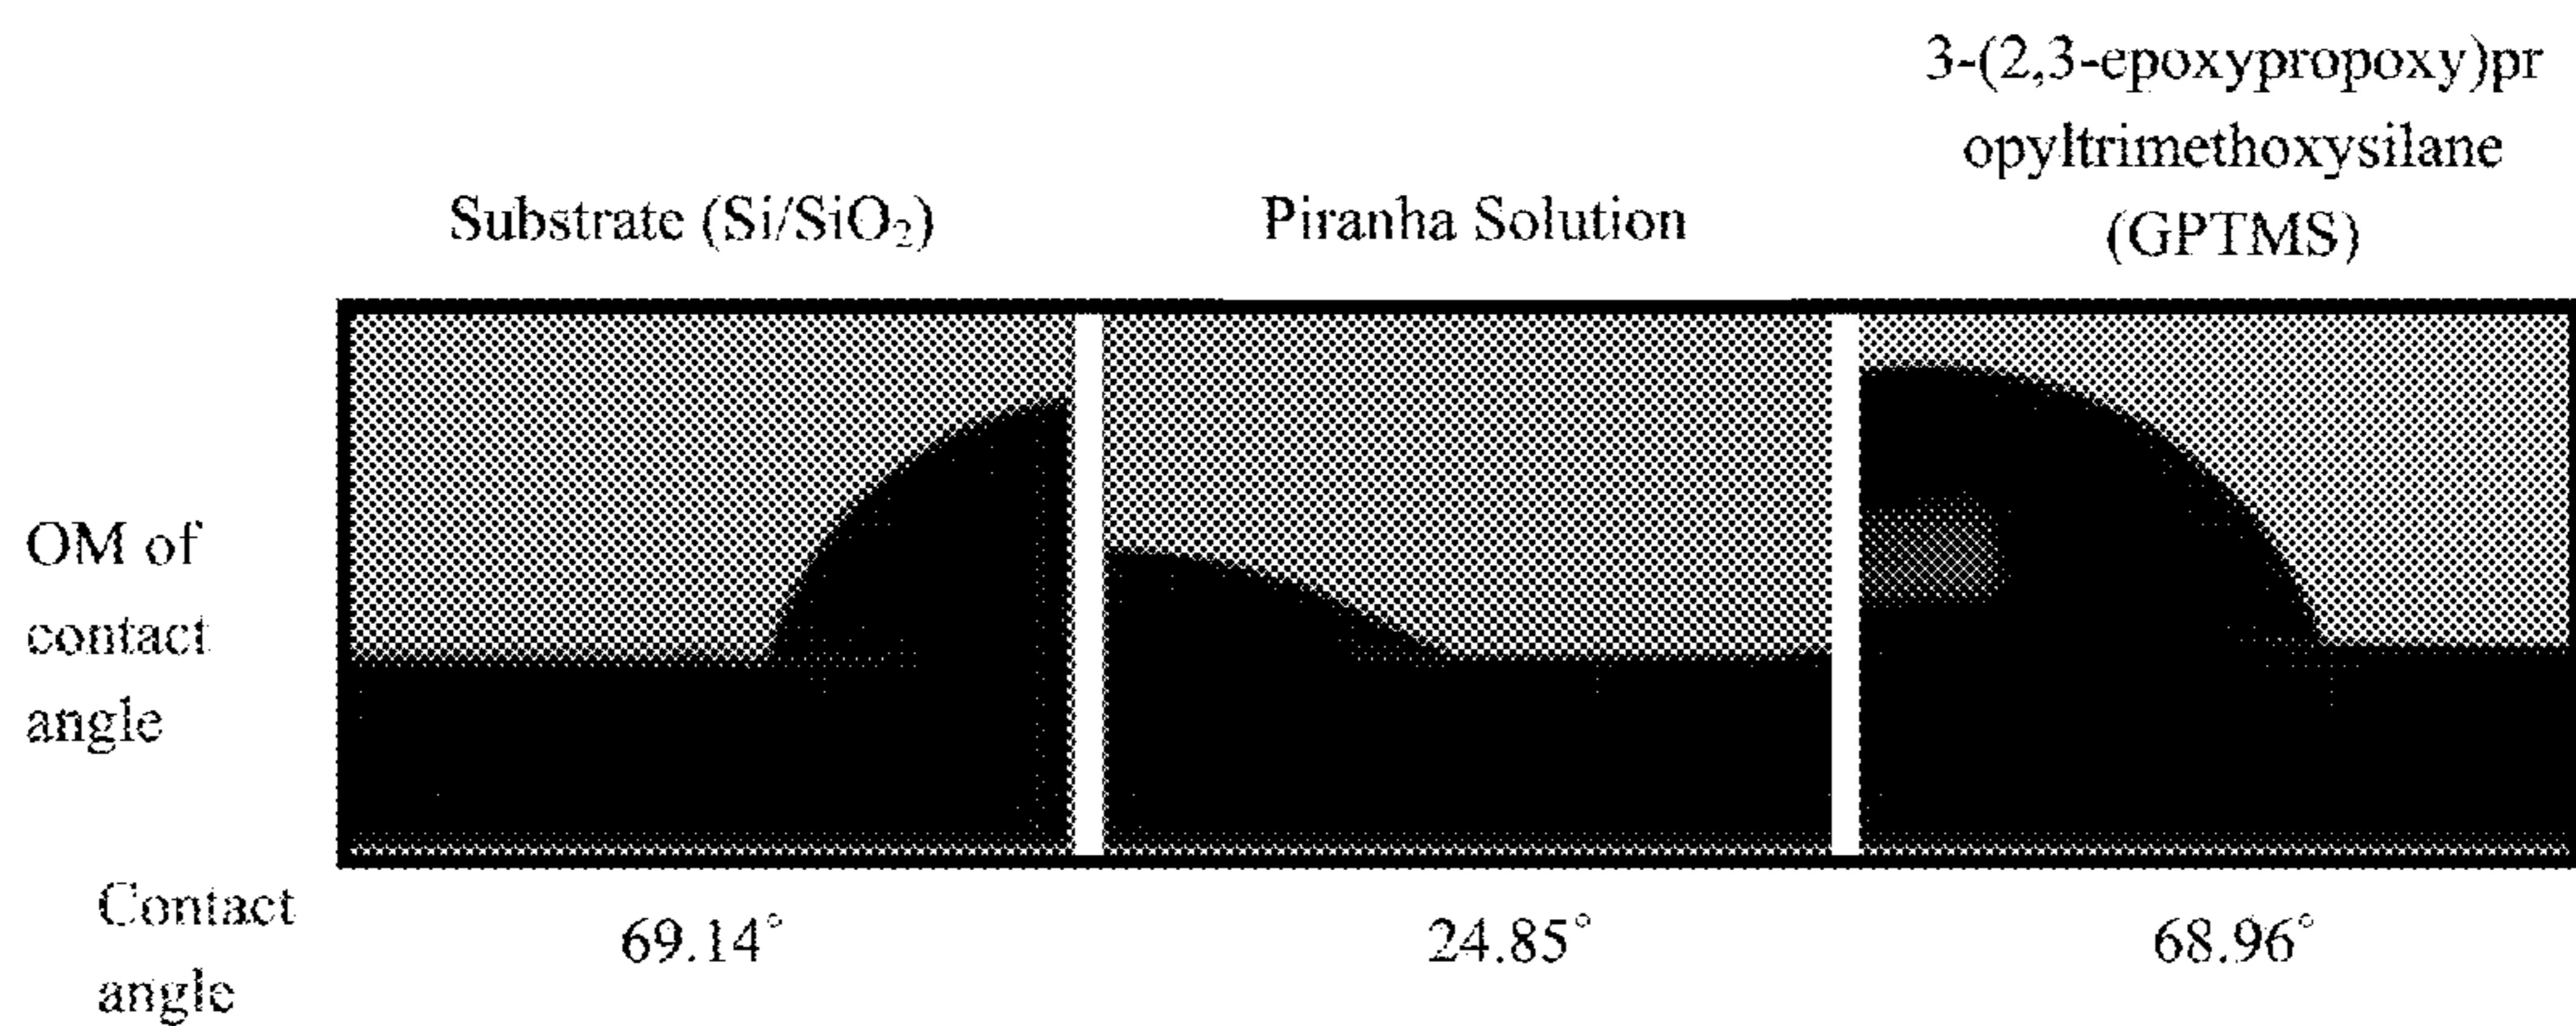 Substrate (Si/SiO₂)
Piranha Solution
3-(2,3-epoxypropoxy)pr
opyltrimethoxysilane
(GPTMS)
OM of
contact
angle
Contact
angle
69.14°
24.85°
68.96°